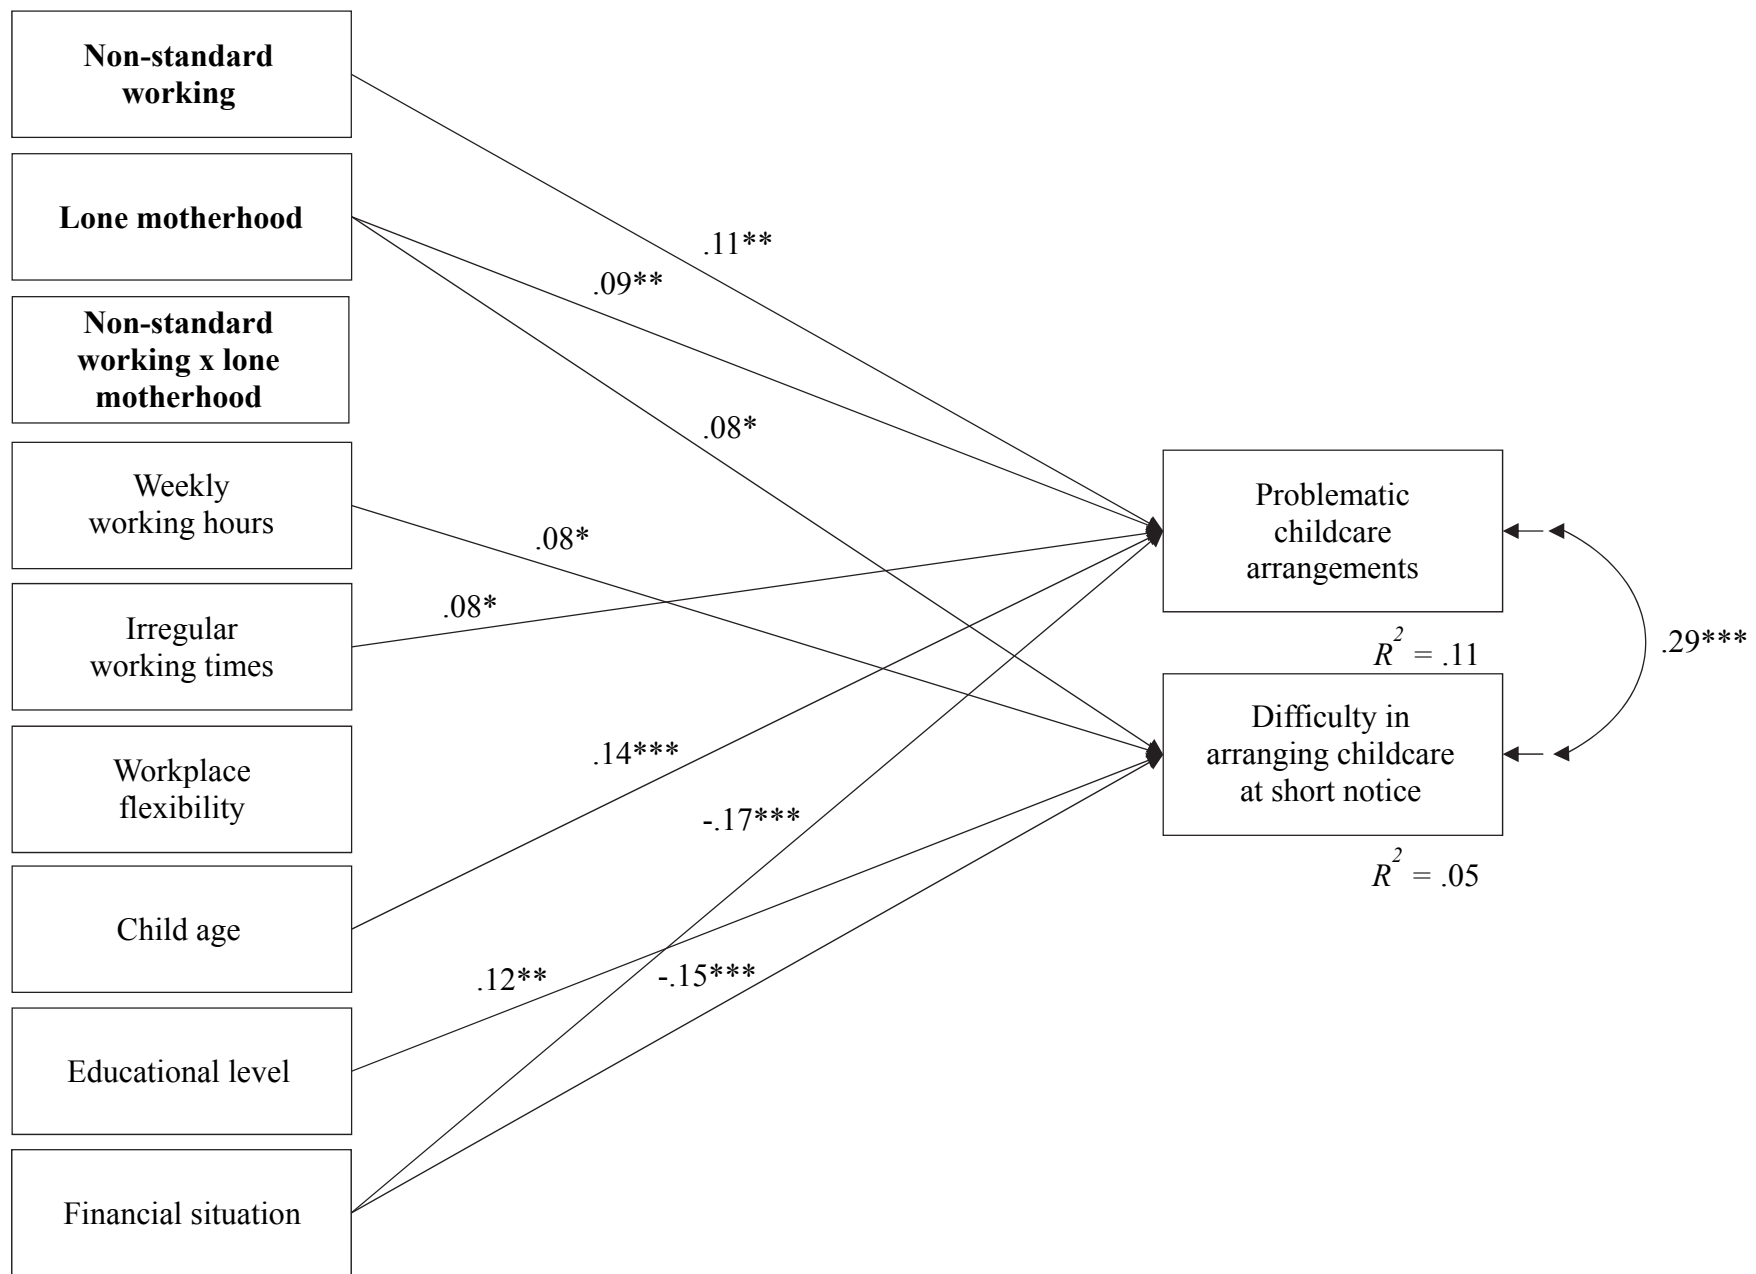 Non-standard
working
Lone motherhood
Non-standard
working x lone
motherhood
Weekly
working hours
Irregular
working times
Workplace
flexibility
Child age
Educational level
Financial situation
.11**
.09**
.08*
.08*
.08*
.14***
-.17***
.12**
-.15***
Problematic
childcare
arrangements
R² = .11
Difficulty in
arranging childcare
at short notice
R² = .05
.29***